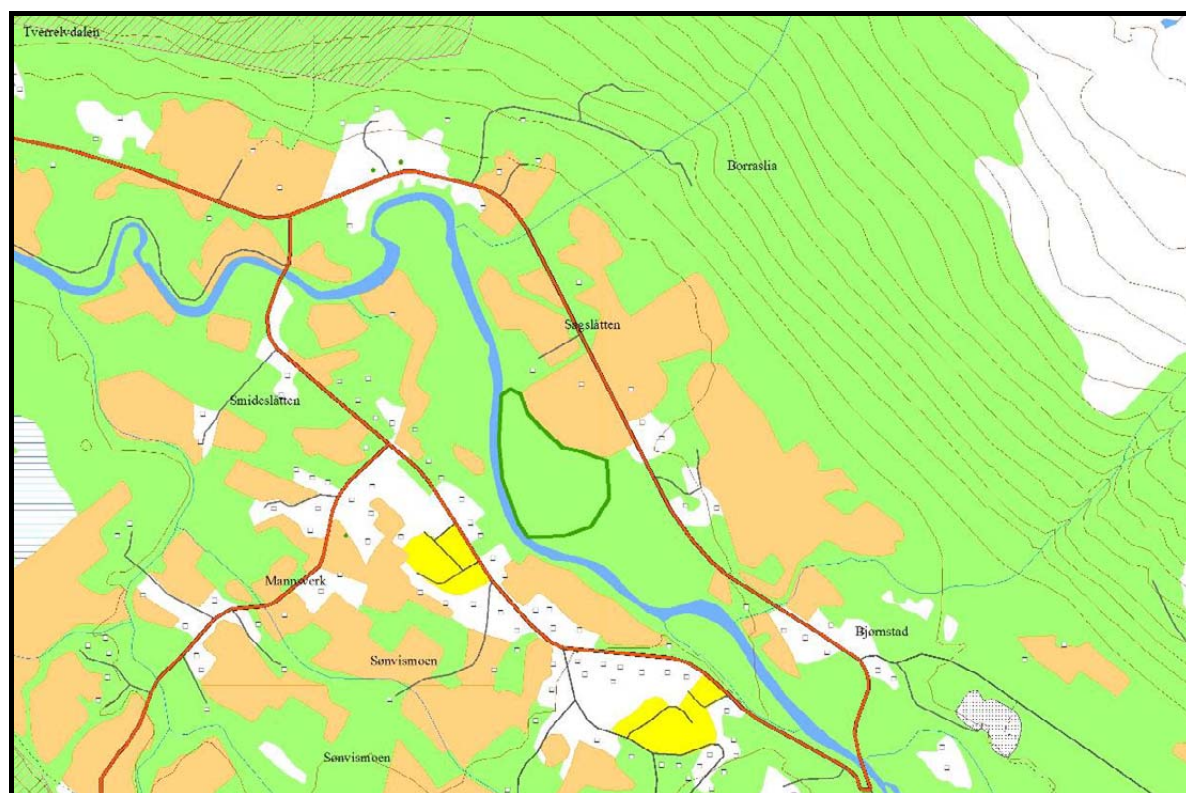 Tverrelvdalen
Borraslia
Sagslåtten
Smideslåtten
Mannsverk
Bjørnstad
Sønvismoen
Sønvismoen